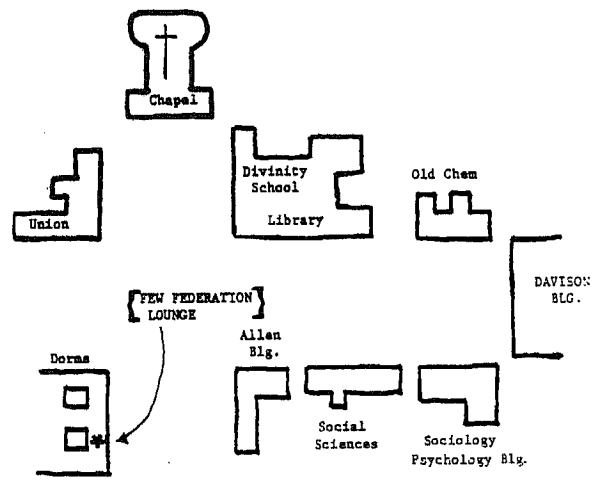 Chapel
Divinity
School
Library
Old Chem
Union
DAVISON
BLG.
[FEW FEDERATION
LOUNGE]
Allen
Blg.
Dorms
Social
Sciences
Sociology
Psychology Blg.